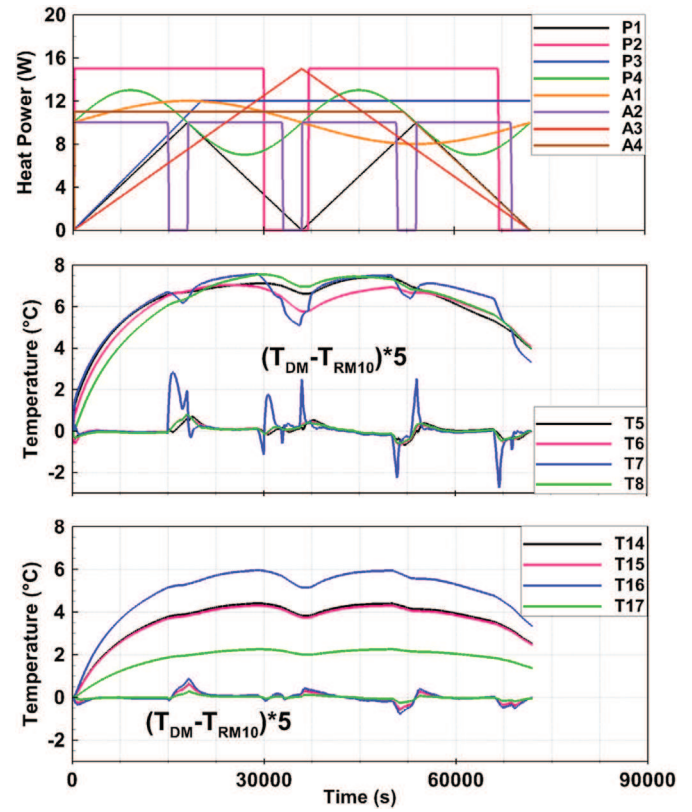 20
16
12
8
4
0
Heat Power (W)
P1
P2
P3
P4
A1
A2
A3
A4
8
6
4
2
0
-2
Temperature (°C)
(T_DM-T_RM10)*5
T5
T6
T7
T8
8
6
4
2
0
-2
Temperature (°C)
T14
T15
T16
T17
(T_DM-T_RM10)*5
0 30000 60000 90000
Time (s)